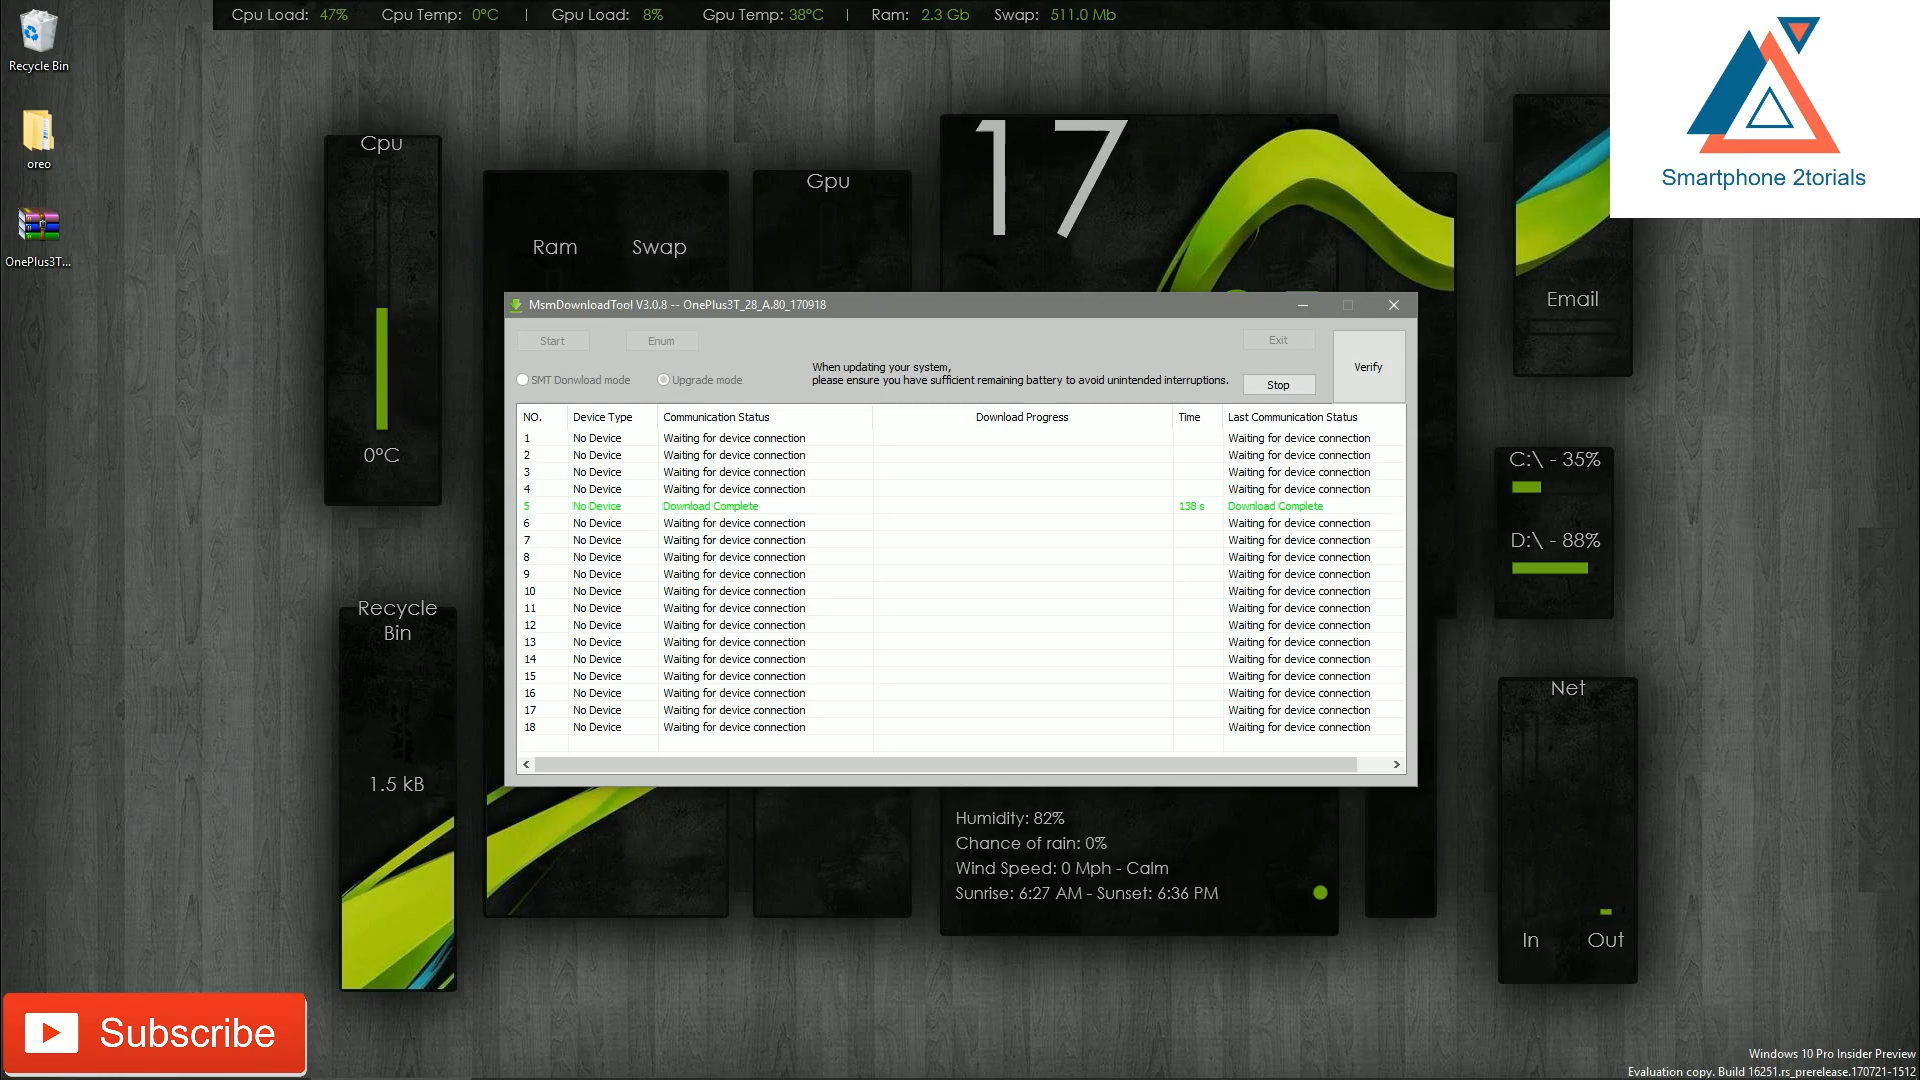 Cpu Load: 47% Cpu Temp: 0°C | Gpu Load: 8% Gpu Temp: 38°C | Ram: 2.3 Gb Swap: 511.0 Mb
Recycle Bin
oreo
OnePlus3T...
Smartphone 2torials
Cpu
0°C
Ram Swap
Gpu
17
Email
MsmDownloadTool V3.0.8 -- OnePlus3T_28_A.80_170918
Start Enum Exit
SMT Donwload mode Upgrade mode
When updating your system,
please ensure you have sufficient remaining battery to avoid unintended interruptions.
Stop
Verify
NO. Device Type Communication Status Download Progress Time Last Communication Status
1 No Device Waiting for device connection Waiting for device connection
2 No Device Waiting for device connection Waiting for device connection
3 No Device Waiting for device connection Waiting for device connection
4 No Device Waiting for device connection Waiting for device connection
5 No Device Download Complete 138 s Download Complete
6 No Device Waiting for device connection Waiting for device connection
7 No Device Waiting for device connection Waiting for device connection
8 No Device Waiting for device connection Waiting for device connection
9 No Device Waiting for device connection Waiting for device connection
10 No Device Waiting for device connection Waiting for device connection
11 No Device Waiting for device connection Waiting for device connection
12 No Device Waiting for device connection Waiting for device connection
13 No Device Waiting for device connection Waiting for device connection
14 No Device Waiting for device connection Waiting for device connection
15 No Device Waiting for device connection Waiting for device connection
16 No Device Waiting for device connection Waiting for device connection
17 No Device Waiting for device connection Waiting for device connection
18 No Device Waiting for device connection Waiting for device connection
C:\ - 35%
D:\ - 88%
Recycle
Bin
1.5 kB
Humidity: 82%
Chance of rain: 0%
Wind Speed: 0 Mph - Calm
Sunrise: 6:27 AM - Sunset: 6:36 PM
Net
In Out
Subscribe
Windows 10 Pro Insider Preview
Evaluation copy. Build 16251.rs_prerelease.170721-1512